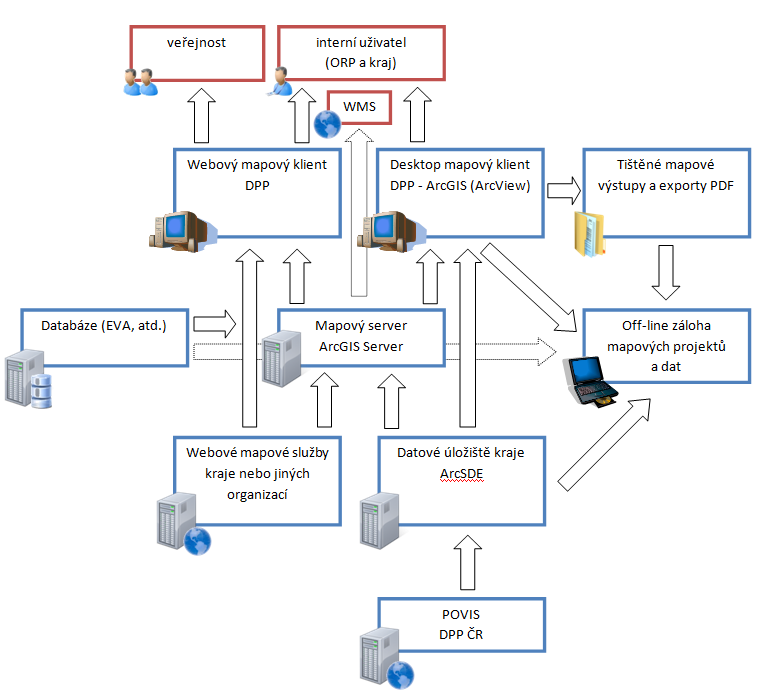 veřejnost
interní uživatel
(ORP a kraj)
WMS
Webový mapový klient
DPP
Desktop mapový klient
DPP - ArcGIS (ArcView)
Tištěné mapové
výstupy a exporty PDF
Databáze (EVA, atd.)
Mapový server
ArcGIS Server
Off-line záloha
mapových projektů
a dat
Webové mapové služby
kraje nebo jiných
organizací
Datové úložiště kraje
ArcSDE
POVIS
DPP ČR